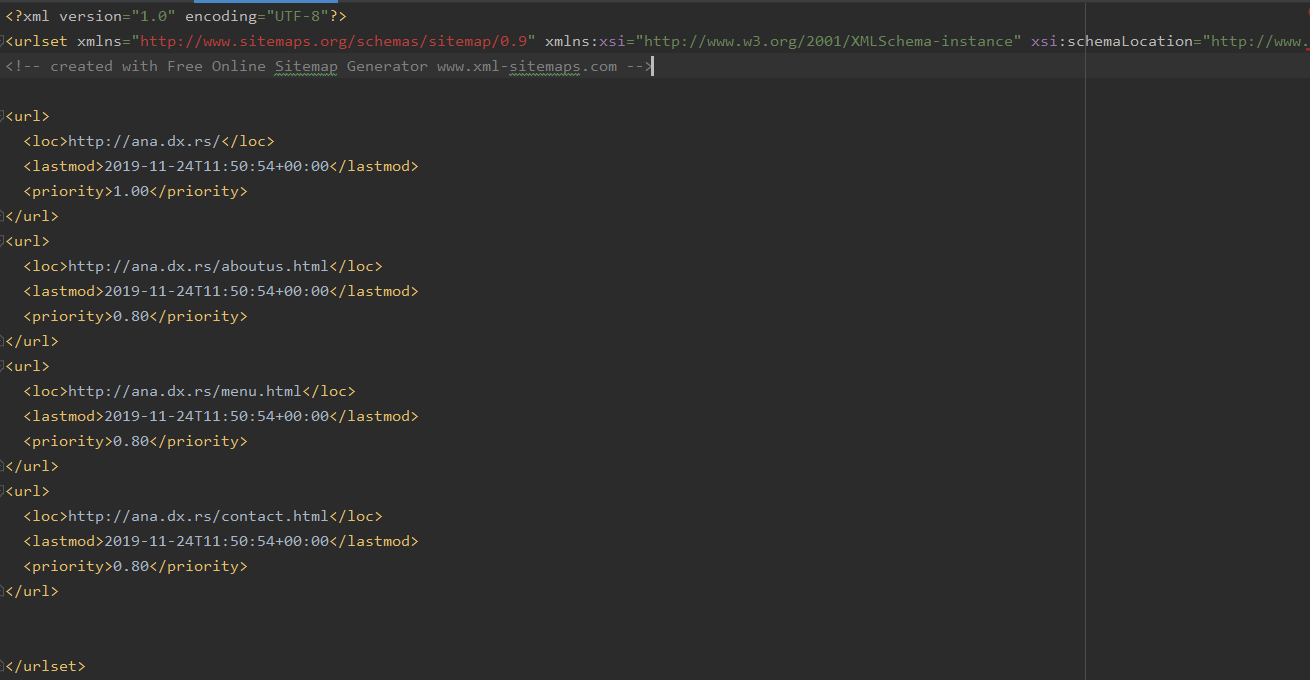 <?xml version="1.0" encoding="UTF-8"?>
<urlset xmlns="http://www.sitemaps.org/schemas/sitemap/0.9" xmlns:xsi="http://www.w3.org/2001/XMLSchema-instance" xsi:schemaLocation="http://www.
<!-- created with Free Online Sitemap Generator www.xml-sitemaps.com -->
<url>
  <loc>http://ana.dx.rs/</loc>
  <lastmod>2019-11-24T11:50:54+00:00</lastmod>
  <priority>1.00</priority>
</url>
<url>
  <loc>http://ana.dx.rs/aboutus.html</loc>
  <lastmod>2019-11-24T11:50:54+00:00</lastmod>
  <priority>0.80</priority>
</url>
<url>
  <loc>http://ana.dx.rs/menu.html</loc>
  <lastmod>2019-11-24T11:50:54+00:00</lastmod>
  <priority>0.80</priority>
</url>
<url>
  <loc>http://ana.dx.rs/contact.html</loc>
  <lastmod>2019-11-24T11:50:54+00:00</lastmod>
  <priority>0.80</priority>
</url>
</urlset>